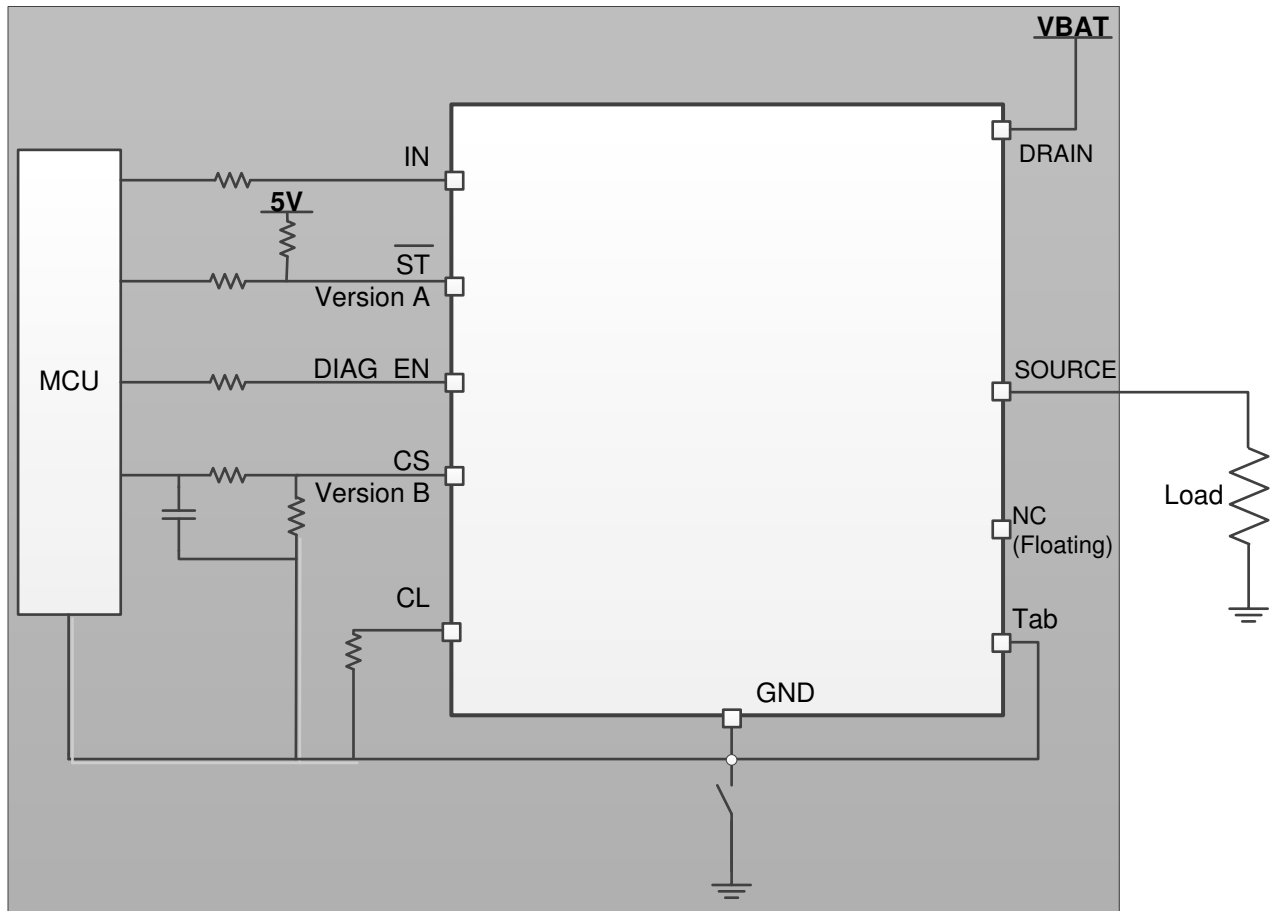 VBAT
DRAIN
IN
5V
ST
Version A
DIAG EN
MCU
SOURCE
CS
Version B
NC
(Floating)
Load
CL
Tab
GND